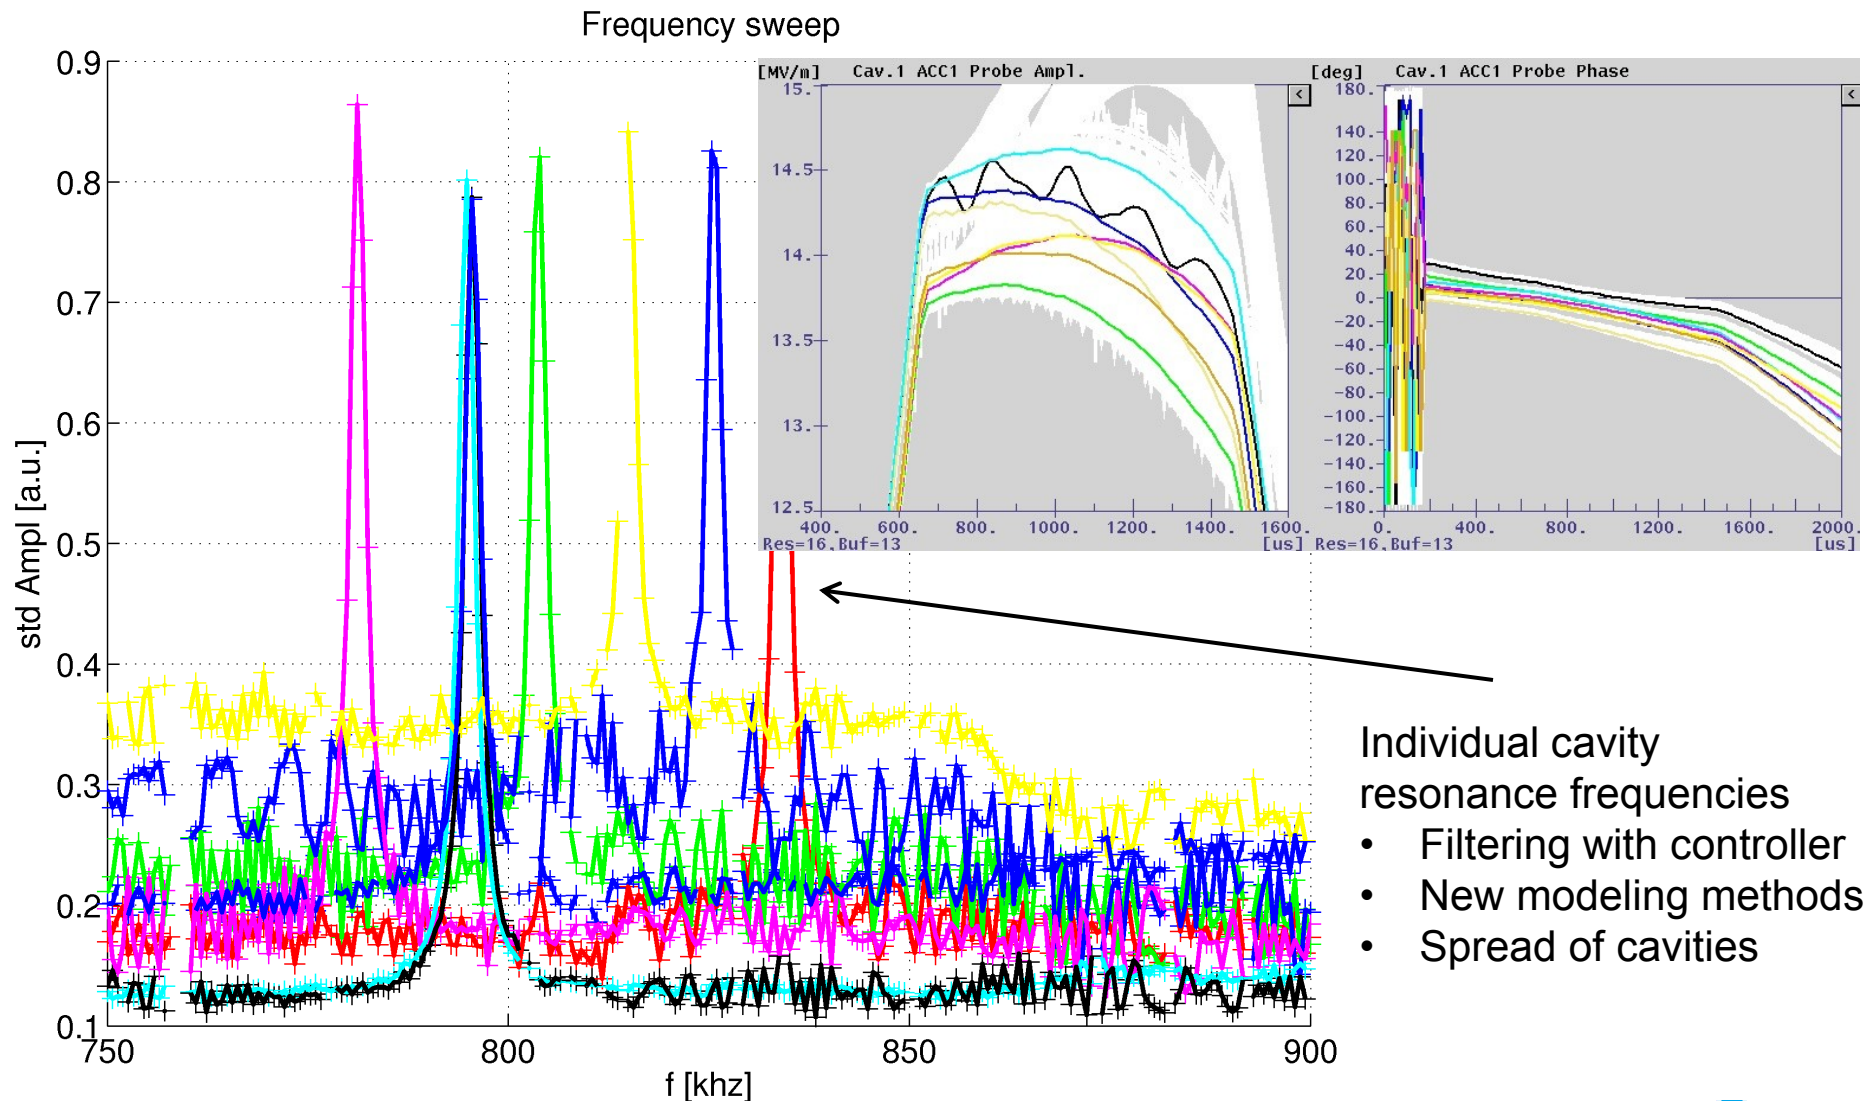 Frequency sweep
std Ampl [a.u.]
0.9
0.8
0.7
0.6
0.5
0.4
0.3
0.2
0.1
750
800
850
900
f [khz]
[MV/m] Cav.1 ACC1 Probe Ampl.
<
15.
14.5
14.
13.5
13.
12.5
400. 600. 800. 1000. 1200. 1400. 1600.
Res=16,Buf=13 [us]
[deg] Cav.1 ACC1 Probe Phase
<
180.
140.
120.
100.
80.
60.
40.
20.
0.
-20.
-40.
-60.
-80.
-100.
-120.
-140.
-160.
-180.
0. 400. 800. 1200. 1600. 2000.
Res=16,Buf=13 [us]
Individual cavity
resonance frequencies
• Filtering with controller
• New modeling methods
• Spread of cavities